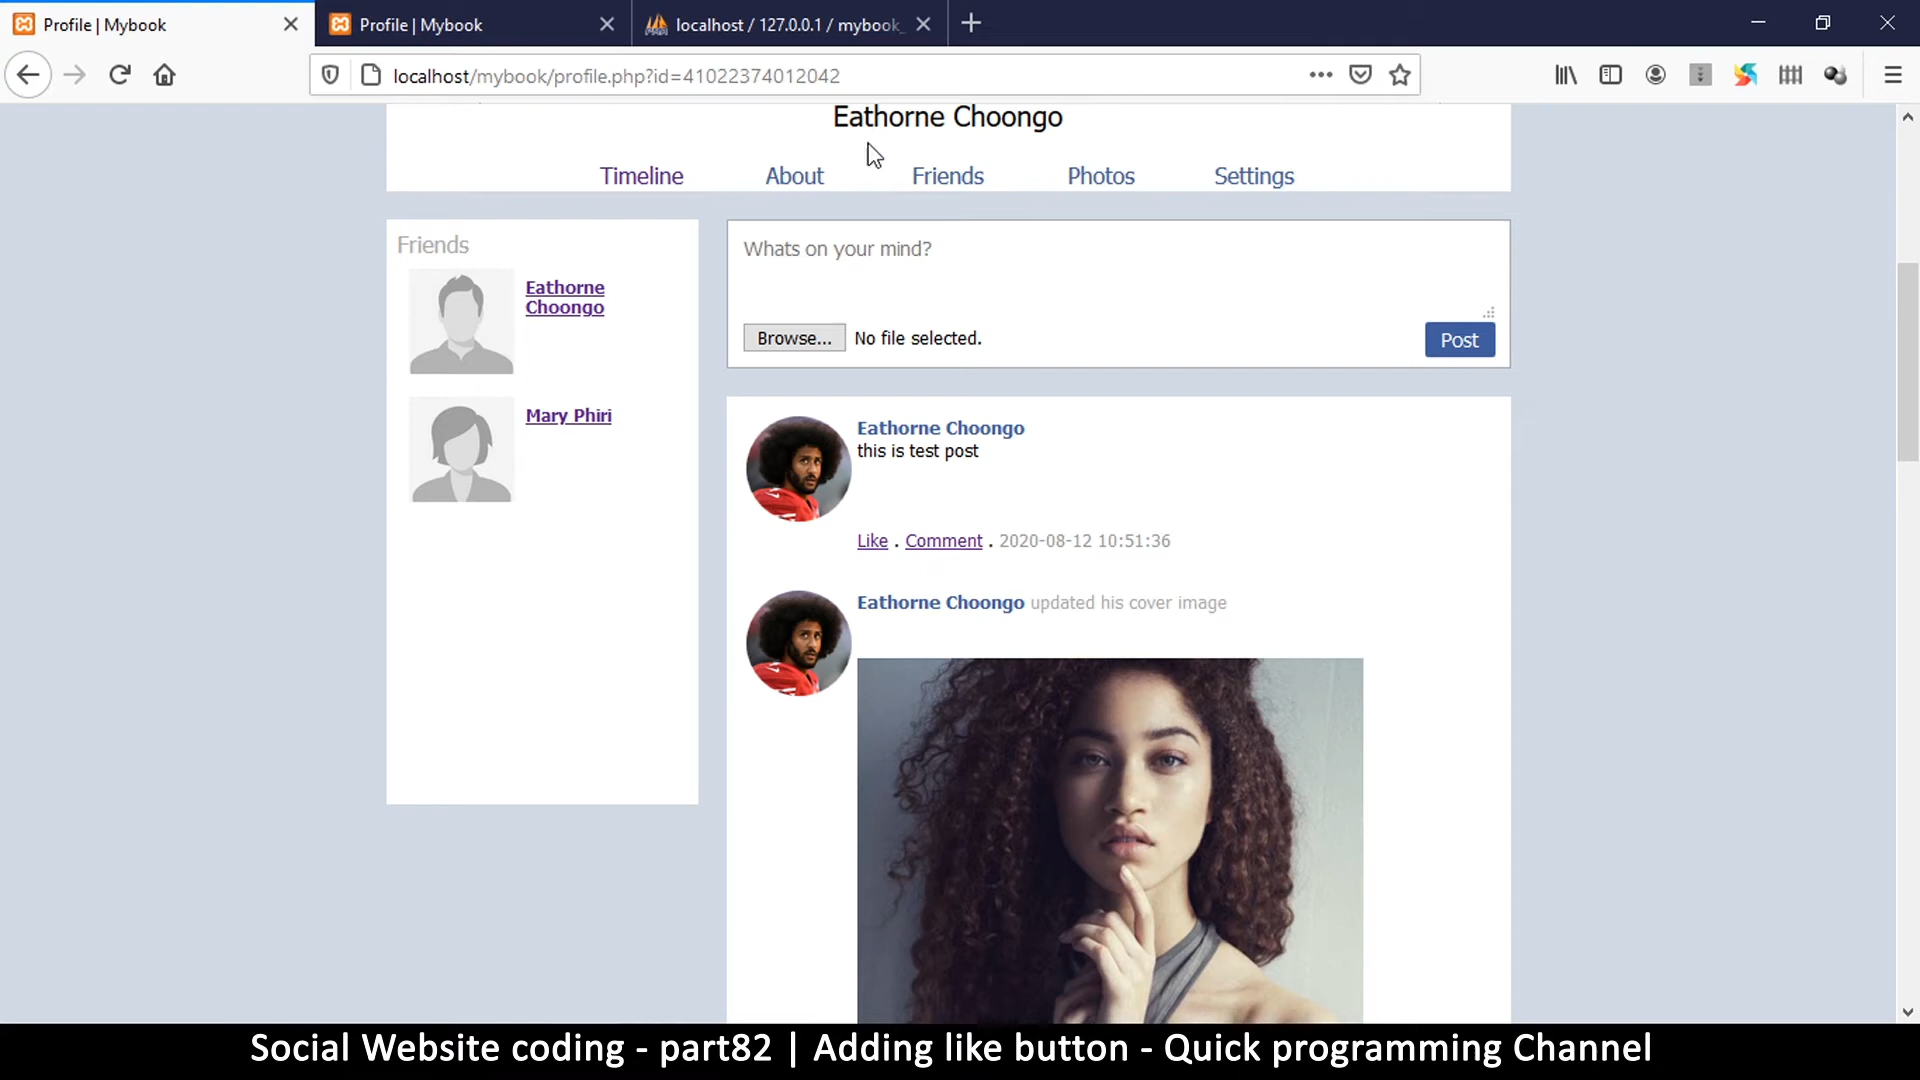 Profile | Mybook
Profile | Mybook
localhost / 127.0.0.1 / mybook_
localhost/mybook/profile.php?id=41022374012042
Eathorne Choongo
Timeline About Friends Photos Settings
Friends
Eathorne
Choongo
Mary Phiri
Whats on your mind?
Browse... No file selected.
Post
Eathorne Choongo
this is test post
Like . Comment . 2020-08-12 10:51:36
Eathorne Choongo updated his cover image
Social Website coding - part82 | Adding like button - Quick programming Channel